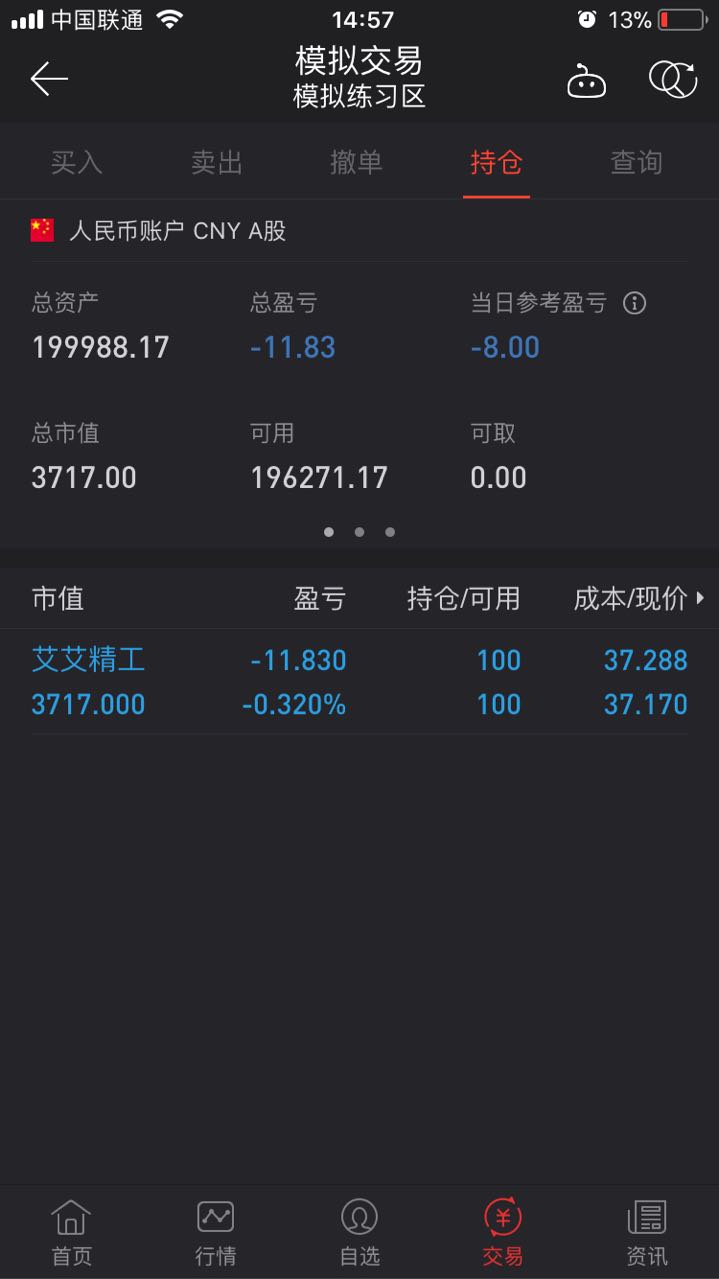 中国联通 14:57 13%
模拟交易
模拟练习区
买入 卖出 撤单 持仓 查询
人民币账户 CNY A股
总资产 总盈亏 当日参考盈亏
199988.17 -11.83 -8.00
总市值 可用 可取
3717.00 196271.17 0.00
市值 盈亏 持仓/可用 成本/现价
艾艾精工 -11.830 100 37.288
3717.000 -0.320% 100 37.170
首页 行情 自选 交易 资讯